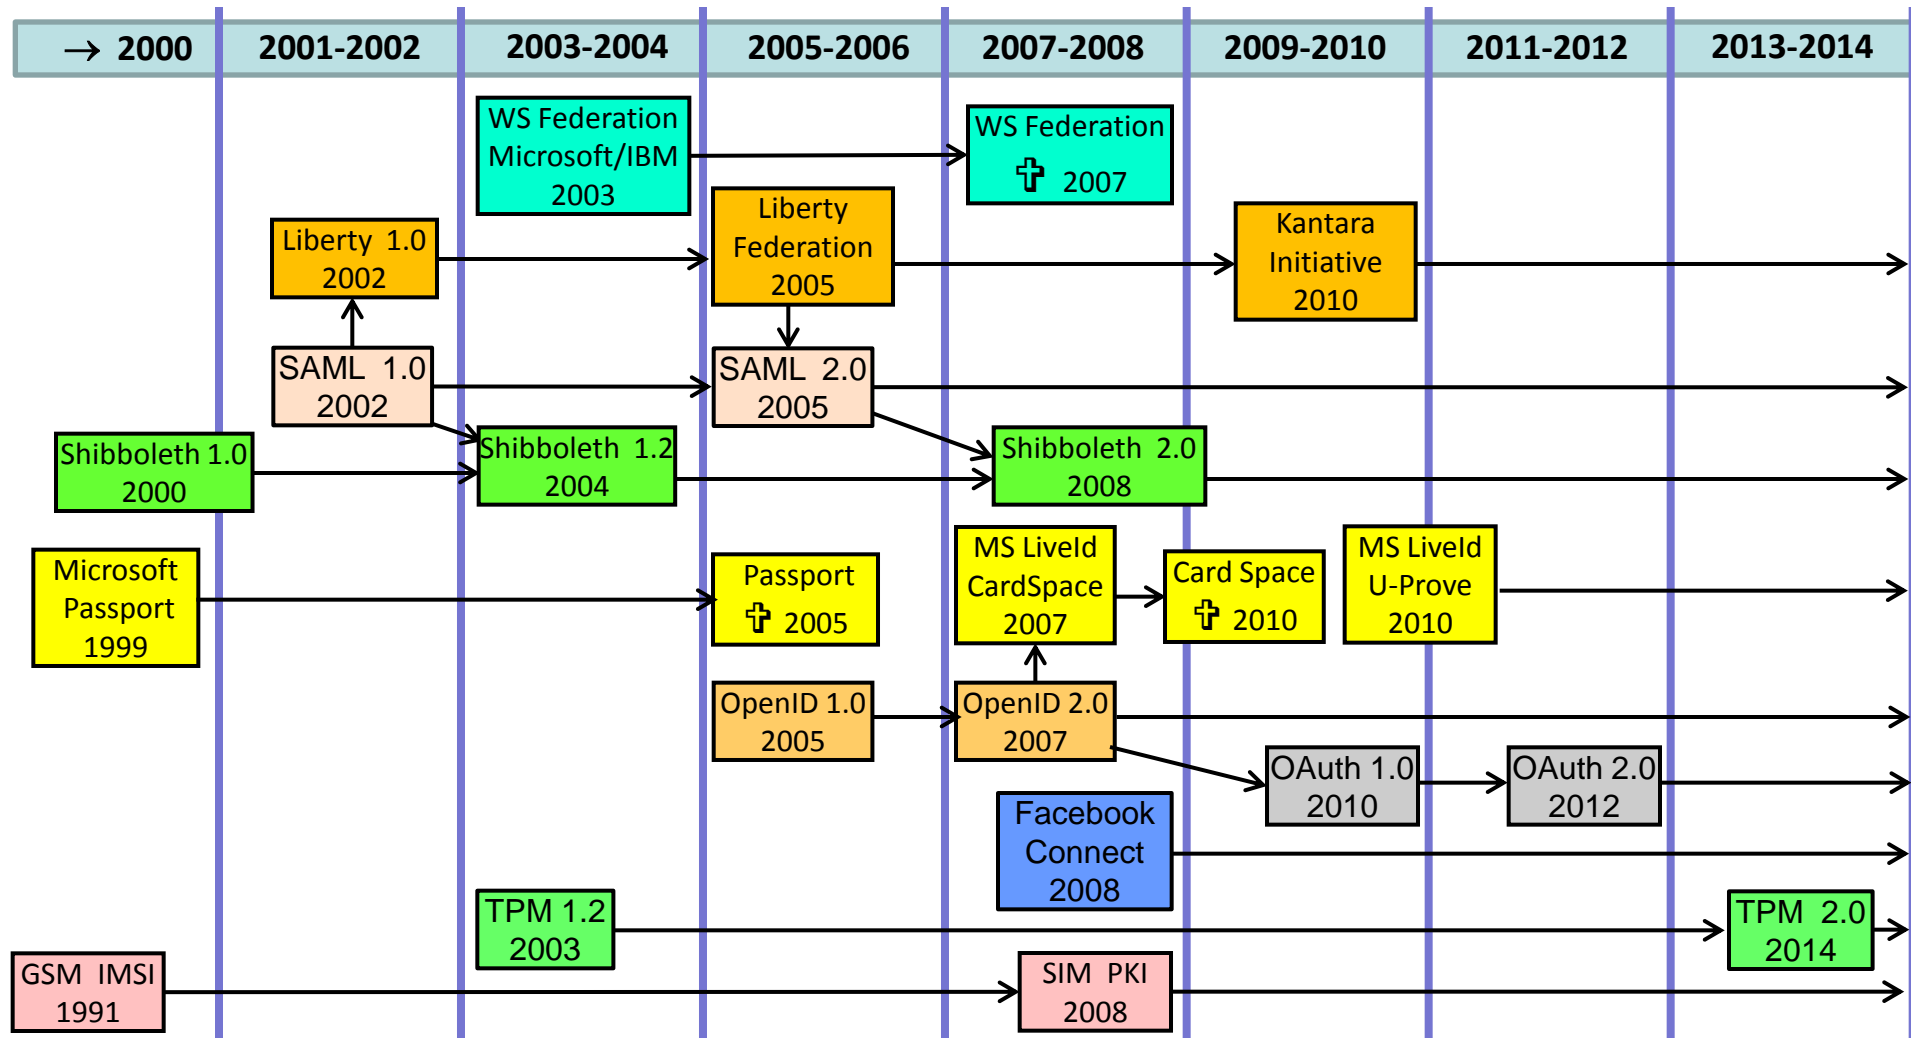 → 2000
2001-2002
2003-2004
2005-2006
2007-2008
2009-2010
2011-2012
2013-2014
WS Federation
Microsoft/IBM
2003
WS Federation
✞ 2007
Liberty 1.0
2002
Liberty
Federation
2005
Kantara
Initiative
2010
SAML 1.0
2002
SAML 2.0
2005
Shibboleth 1.0
2000
Shibboleth 1.2
2004
Shibboleth 2.0
2008
Microsoft
Passport
1999
Passport
✞ 2005
MS LiveId
CardSpace
2007
Card Space
✞ 2010
MS LiveId
U-Prove
2010
OpenID 1.0
2005
OpenID 2.0
2007
OAuth 1.0
2010
OAuth 2.0
2012
Facebook
Connect
2008
TPM 1.2
2003
TPM 2.0
2014
GSM IMSI
1991
SIM PKI
2008